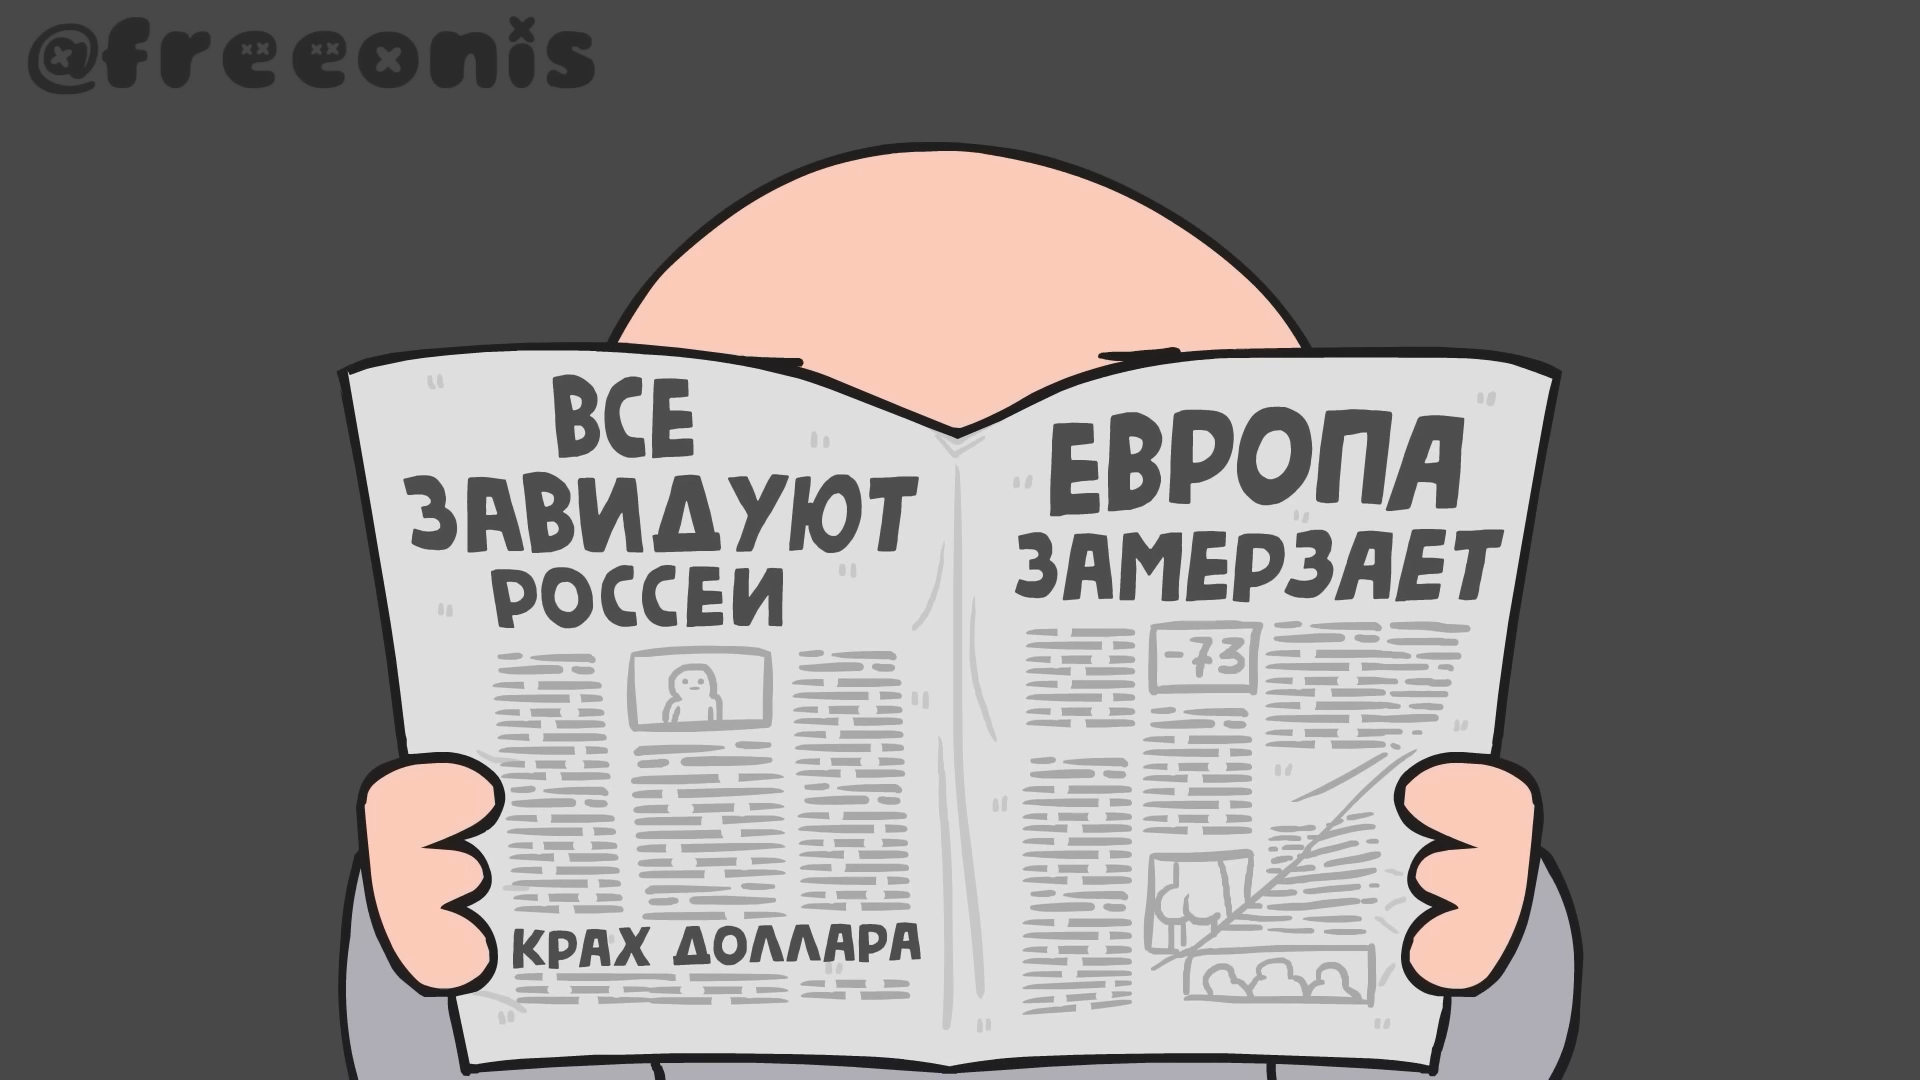 @freeonis
ВСЕ
ЗАВИДУЮТ
РОССЕИ
КРАХ ДОЛЛАРА
ЕВРОПА
ЗАМЕРЗАЕТ
-73